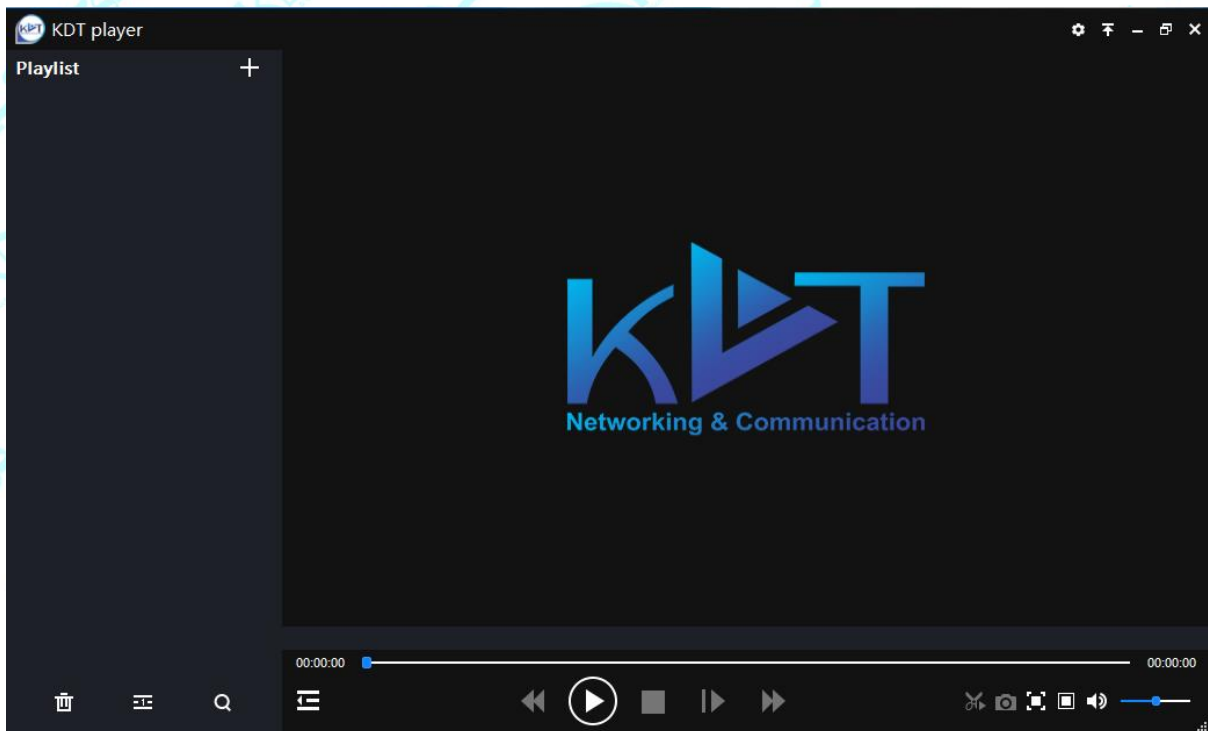 KDT player
Playlist
KDT
Networking & Communication
00:00:00
00:00:00